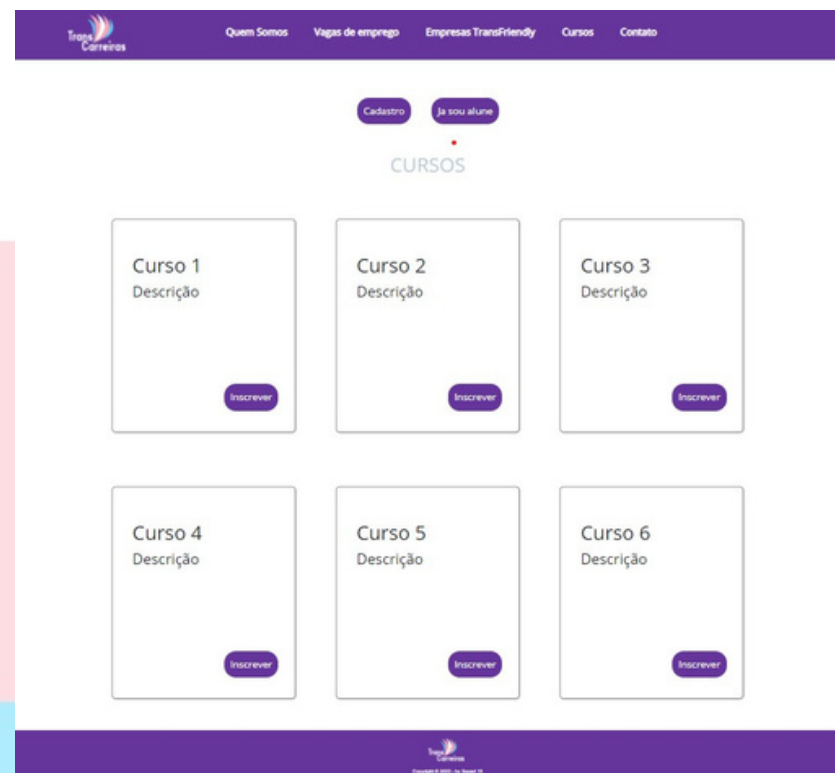 Trans
Carreiras
Quem Somos Vagas de emprego Empresas TransFriendly Cursos Contato
Cadastro Ja sou alune
CURSOS
Curso 1 Curso 2 Curso 3
Descrição Descrição Descrição
Inscrever Inscrever Inscrever
Curso 4 Curso 5 Curso 6
Descrição Descrição Descrição
Inscrever Inscrever Inscrever
Trans
Carreiras